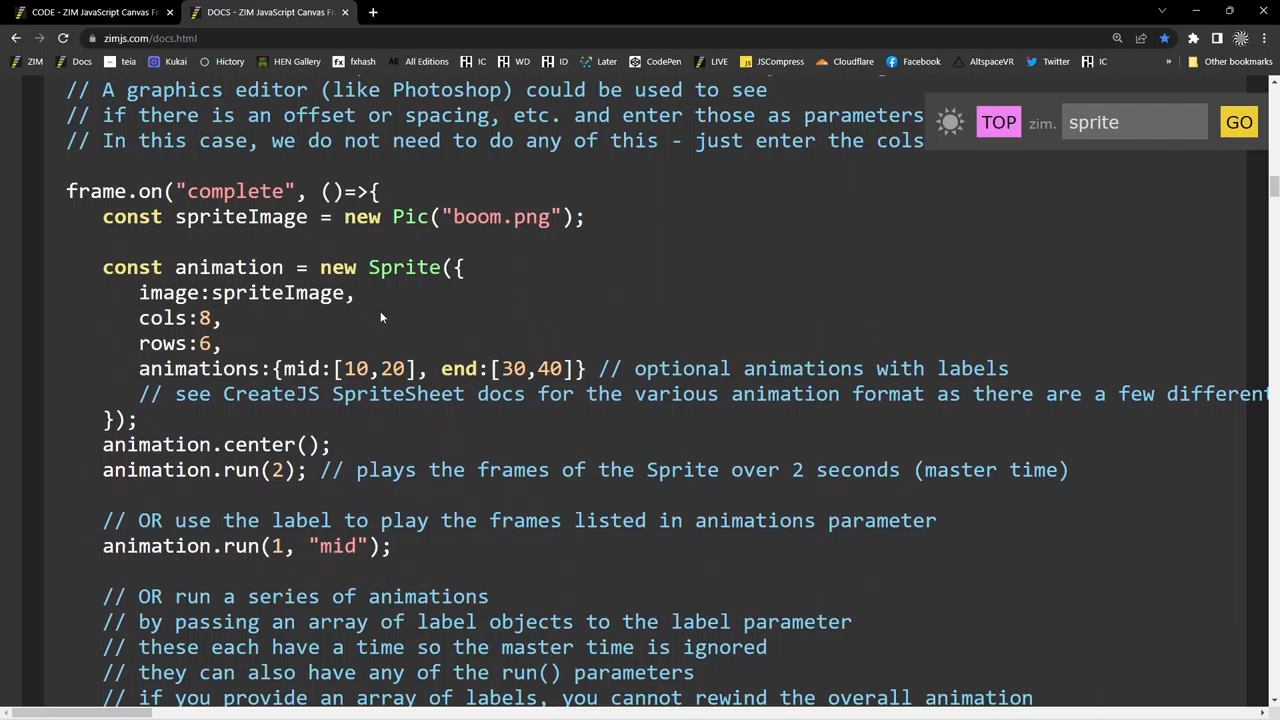 CODE - ZIM JavaScript Canvas Fr
DOCS - ZIM JavaScript Canvas Fr
zimjs.com/docs.html
ZIM
Docs
teia
Kukai
Hictory
HEN Gallery
fxhash
AE All Editions
IC
WD
ID
Later
CodePen
LIVE
JSCompress
Cloudflare
Facebook
AltspaceVR
Twitter
IC
»
Other bookmarks
// A graphics editor (like Photoshop) could be used to see
// if there is an offset or spacing, etc. and enter those as parameters
TOP zim. sprite GO
// In this case, we do not need to do any of this - just enter the cols
frame.on("complete", ()=>{
const spriteImage = new Pic("boom.png");
const animation = new Sprite({
image:spriteImage,
cols:8,
rows:6,
animations:{mid:[10,20], end:[30,40]} // optional animations with labels
// see CreateJS SpriteSheet docs for the various animation format as there are a few different
});
animation.center();
animation.run(2); // plays the frames of the Sprite over 2 seconds (master time)
// OR use the label to play the frames listed in animations parameter
animation.run(1, "mid");
// OR run a series of animations
// by passing an array of label objects to the label parameter
// these each have a time so the master time is ignored
// they can also have any of the run() parameters
// if you provide an array of labels, you cannot rewind the overall animation